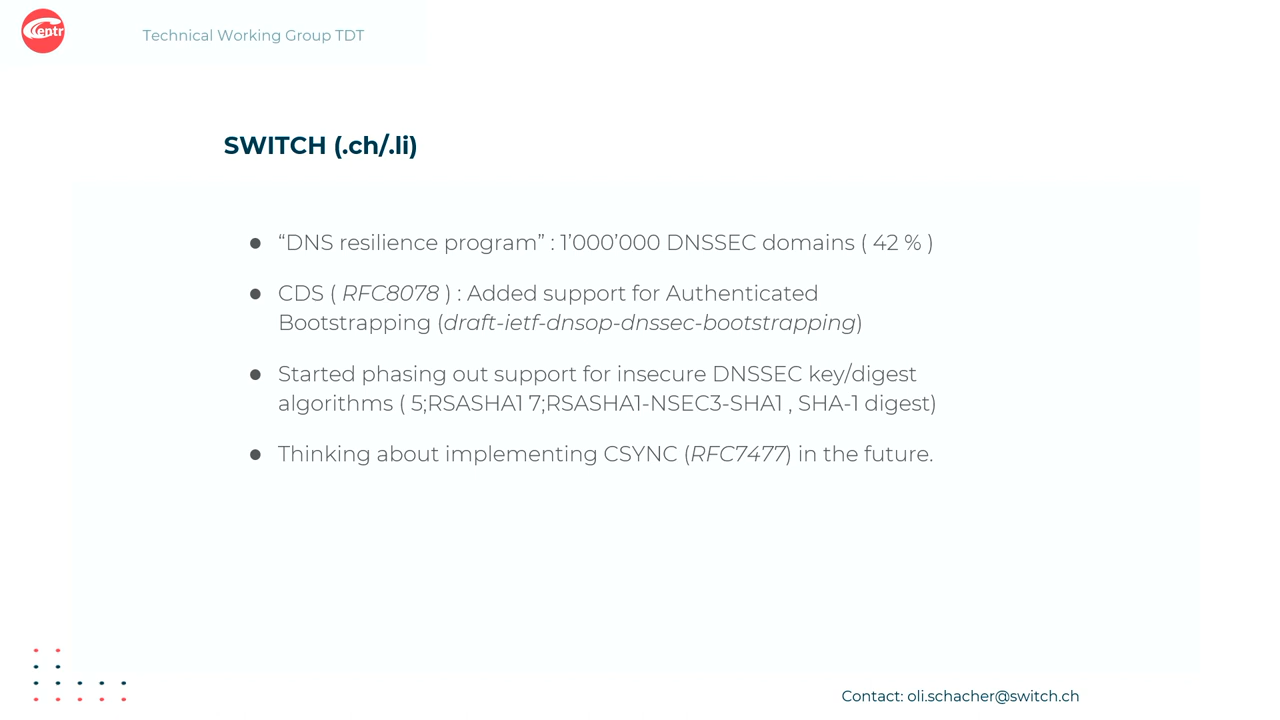 Centr
Technical Working Group TDT
SWITCH (.ch/.li)
● “DNS resilience program” : 1’000’000 DNSSEC domains ( 42 % )
● CDS ( RFC8078 ) : Added support for Authenticated
Bootstrapping (draft-ietf-dnsop-dnssec-bootstrapping)
● Started phasing out support for insecure DNSSEC key/digest
algorithms ( 5;RSASHA1 7;RSASHA1-NSEC3-SHA1 , SHA-1 digest)
● Thinking about implementing CSYNC (RFC7477) in the future.
Contact: oli.schacher@switch.ch